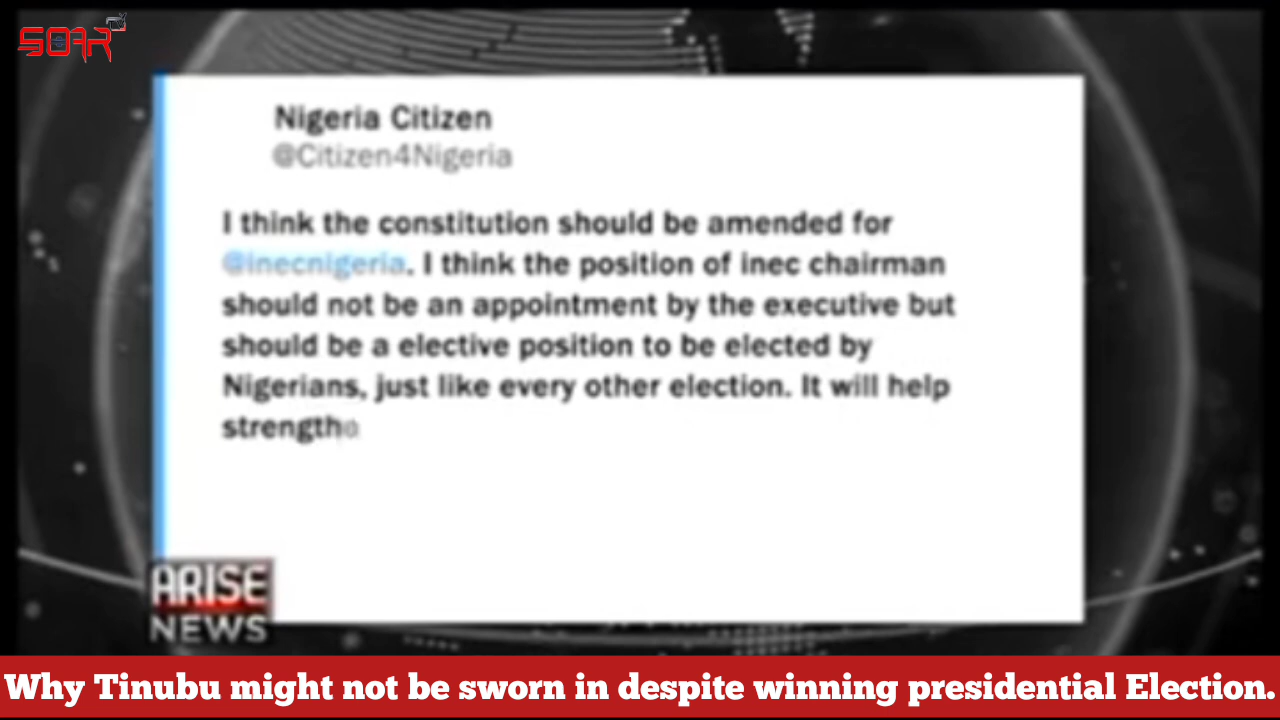 SOAR TV
Nigeria Citizen
@Citizen4Nigeria
I think the constitution should be amended for
@inecnigeria. I think the position of inec chairman
should not be an appointment by the executive but
should be a elective position to be elected by
Nigerians, just like every other election. It will help
strength
ARISE
NEWS
Why Tinubu might not be sworn in despite winning presidential Election.